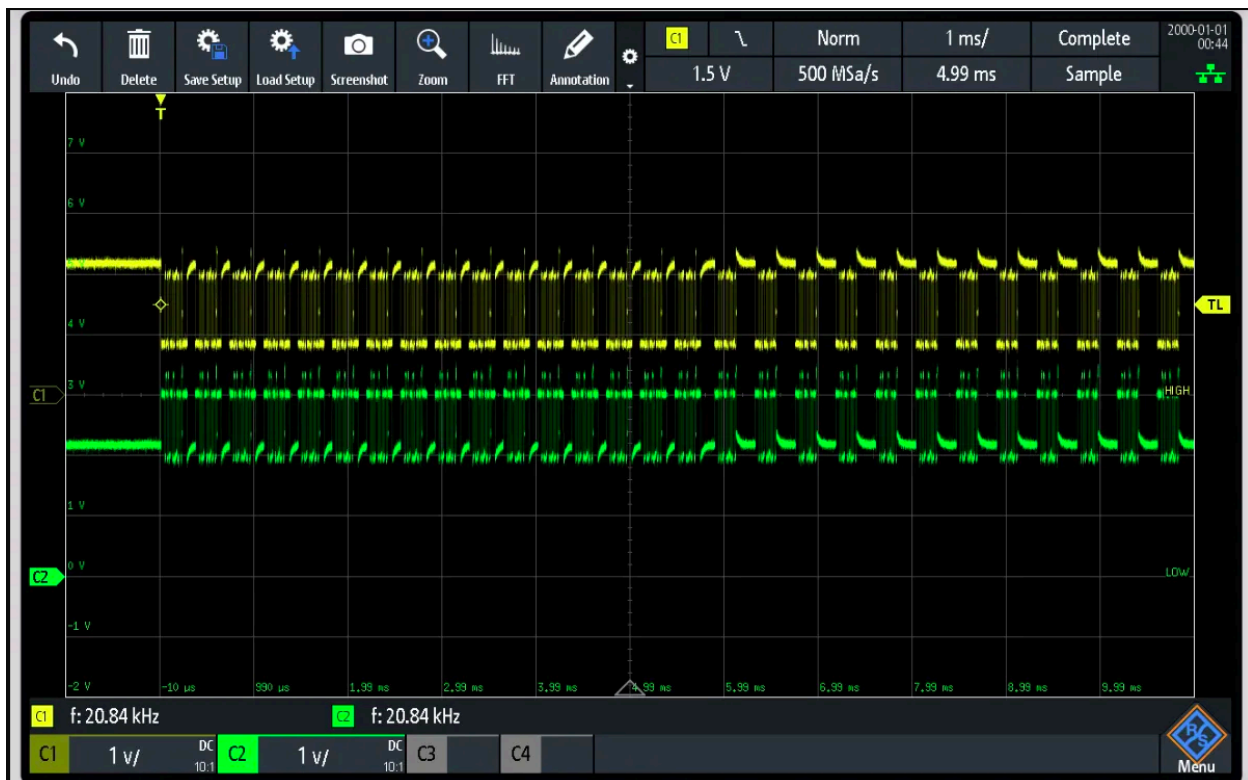 C1 Norm 1 ms/ Complete 2000-01-01
00:44
Undo Delete Save Setup Load Setup Screenshot Zoom FFT Annotation
1.5 V 500 MSa/s 4.99 ms Sample
T
7 V
6 V
TL
4 V
C1 3 V HIGH
1 V
C2 0 V LOW
-1 V
-2 V -10 µs 990 µs 1.99 ms 2.99 ms 3.99 ms 4.99 ms 5.99 ms 6.99 ms 7.99 ms 8.99 ms 9.99 ms
C1 f: 20.84 kHz C2 f: 20.84 kHz
C1 1 V/ DC 10:1 C2 1 V/ DC 10:1 C3 C4
R&S
Menu